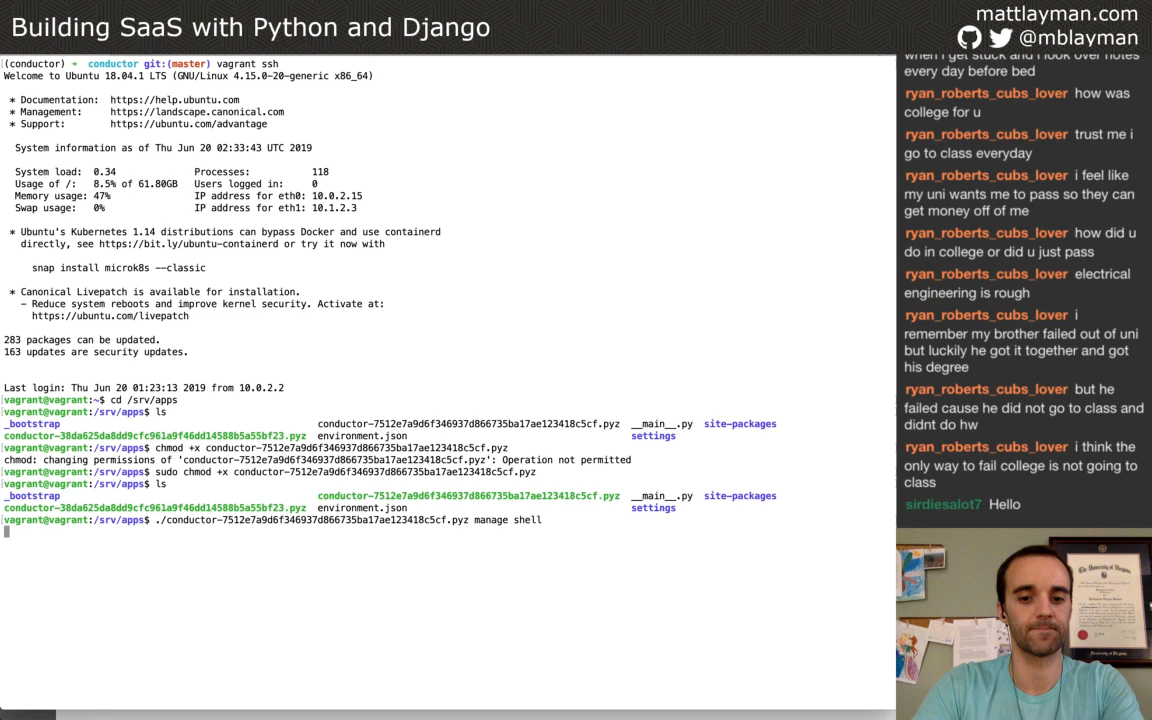 Building SaaS with Python and Django
mattlayman.com
@mblayman
(conductor) ➜  conductor git:(master) vagrant ssh
Welcome to Ubuntu 18.04.1 LTS (GNU/Linux 4.15.0-20-generic x86_64)
* Documentation:  https://help.ubuntu.com
* Management:     https://landscape.canonical.com
* Support:        https://ubuntu.com/advantage
System information as of Thu Jun 20 02:33:43 UTC 2019
System load:  0.34              Processes:           118
Usage of /:   8.5% of 61.80GB   Users logged in:     0
Memory usage: 47%               IP address for eth0: 10.0.2.15
Swap usage:   0%                IP address for eth1: 10.1.2.3
* Ubuntu's Kubernetes 1.14 distributions can bypass Docker and use containerd
directly, see https://bit.ly/ubuntu-containerd or try it now with
snap install microk8s --classic
* Canonical Livepatch is available for installation.
- Reduce system reboots and improve kernel security. Activate at:
https://ubuntu.com/livepatch
283 packages can be updated.
163 updates are security updates.
Last login: Thu Jun 20 01:23:13 2019 from 10.0.2.2
vagrant@vagrant:~$ cd /srv/apps
vagrant@vagrant:/srv/apps$ ls
_bootstrap conductor-7512e7a9d6f346937d866735ba17ae123418c5cf.pyz __main__.py site-packages
conductor-38da625da8dd9cfc961a9f46dd14588b5a55bf23.pyz environment.json settings
vagrant@vagrant:/srv/apps$ chmod +x conductor-7512e7a9d6f346937d866735ba17ae123418c5cf.pyz
chmod: changing permissions of 'conductor-7512e7a9d6f346937d866735ba17ae123418c5cf.pyz': Operation not permitted
vagrant@vagrant:/srv/apps$ sudo chmod +x conductor-7512e7a9d6f346937d866735ba17ae123418c5cf.pyz
vagrant@vagrant:/srv/apps$ ls
_bootstrap conductor-7512e7a9d6f346937d866735ba17ae123418c5cf.pyz __main__.py site-packages
conductor-38da625da8dd9cfc961a9f46dd14588b5a55bf23.pyz environment.json settings
vagrant@vagrant:/srv/apps$ ./conductor-7512e7a9d6f346937d866735ba17ae123418c5cf.pyz manage shell
when i get stuck and i look over notes
every day before bed
ryan_roberts_cubs_lover how was
college for u
ryan_roberts_cubs_lover trust me i
go to class everyday
ryan_roberts_cubs_lover i feel like
my uni wants me to pass so they can
get money off of me
ryan_roberts_cubs_lover how did u
do in college or did u just pass
ryan_roberts_cubs_lover electrical
engineering is rough
ryan_roberts_cubs_lover i
remember my brother failed out of uni
but luckily he got it together and got
his degree
ryan_roberts_cubs_lover but he
failed cause he did not go to class and
didnt do hw
ryan_roberts_cubs_lover i think the
only way to fail college is not going to
class
sirdiesalot7 Hello
The University of Virginia